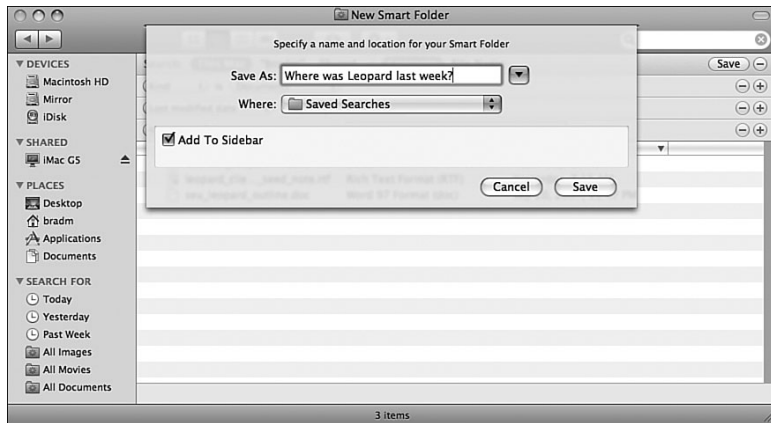 New Smart Folder
Specify a name and location for your Smart Folder
Save As: Where was Leopard last week?
Where: Saved Searches
Add To Sidebar
Cancel Save
Save
DEVICES
Macintosh HD
Mirror
iDisk
SHARED
iMac G5
PLACES
Desktop
bradm
Applications
Documents
SEARCH FOR
Today
Yesterday
Past Week
All Images
All Movies
All Documents
3 items